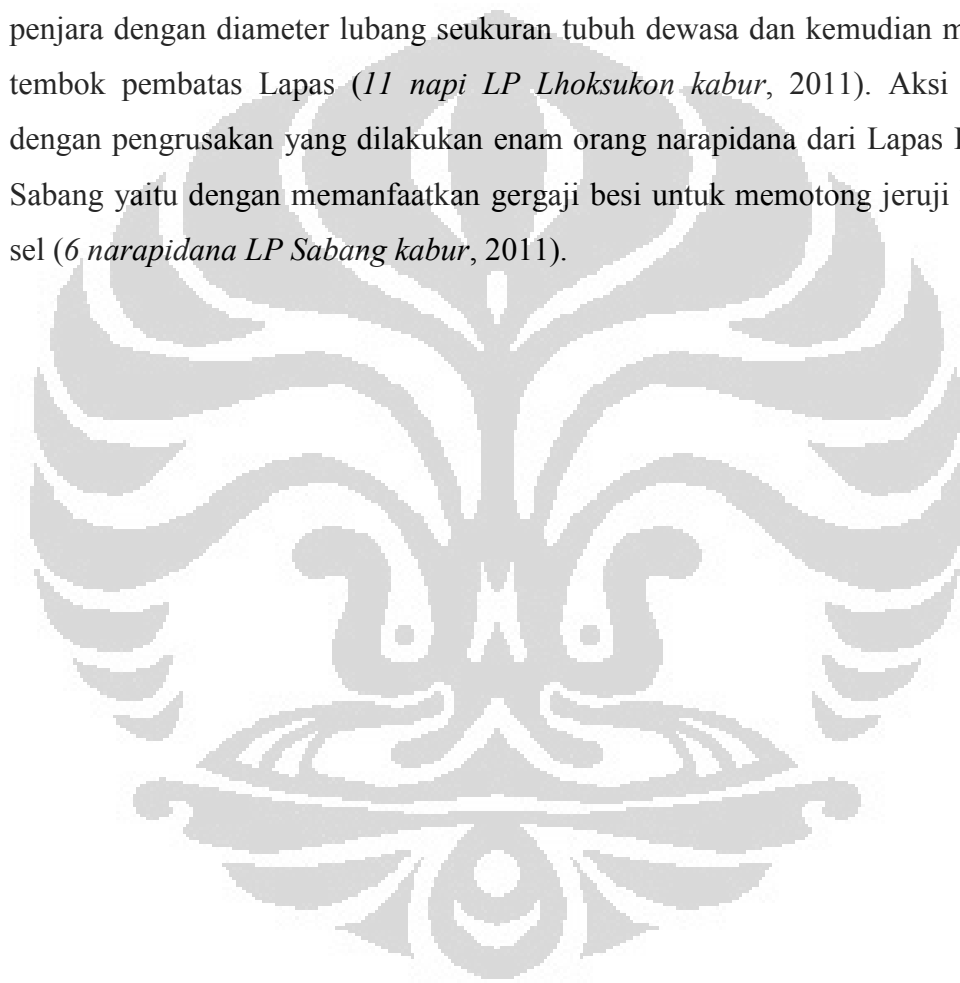 penjara dengan diameter lubang seukuran tubuh dewasa dan kemudian
tembok pembatas Lapas (11 napi LP Lhoksukon kabur, 2011). Aksi
dengan pengrusakan yang dilakukan enam orang narapidana dari Lapas
Sabang yaitu dengan memanfaatkan gergaji besi untuk memotong jeruji
sel (6 narapidana LP Sabang kabur, 2011).